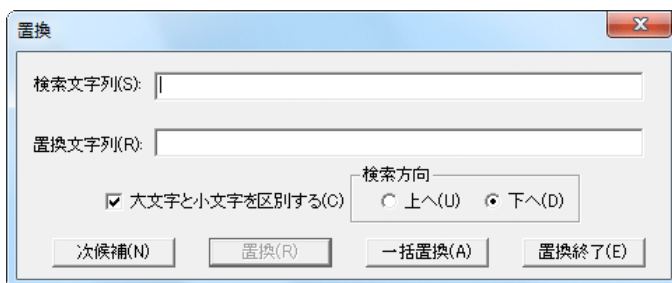 置換
検索文字列(S):
置換文字列(R):
大文字と小文字を区別する(C)
検索方向
上へ(U) 下へ(D)
次候補(N) 置換(R) 一括置換(A) 置換終了(E)